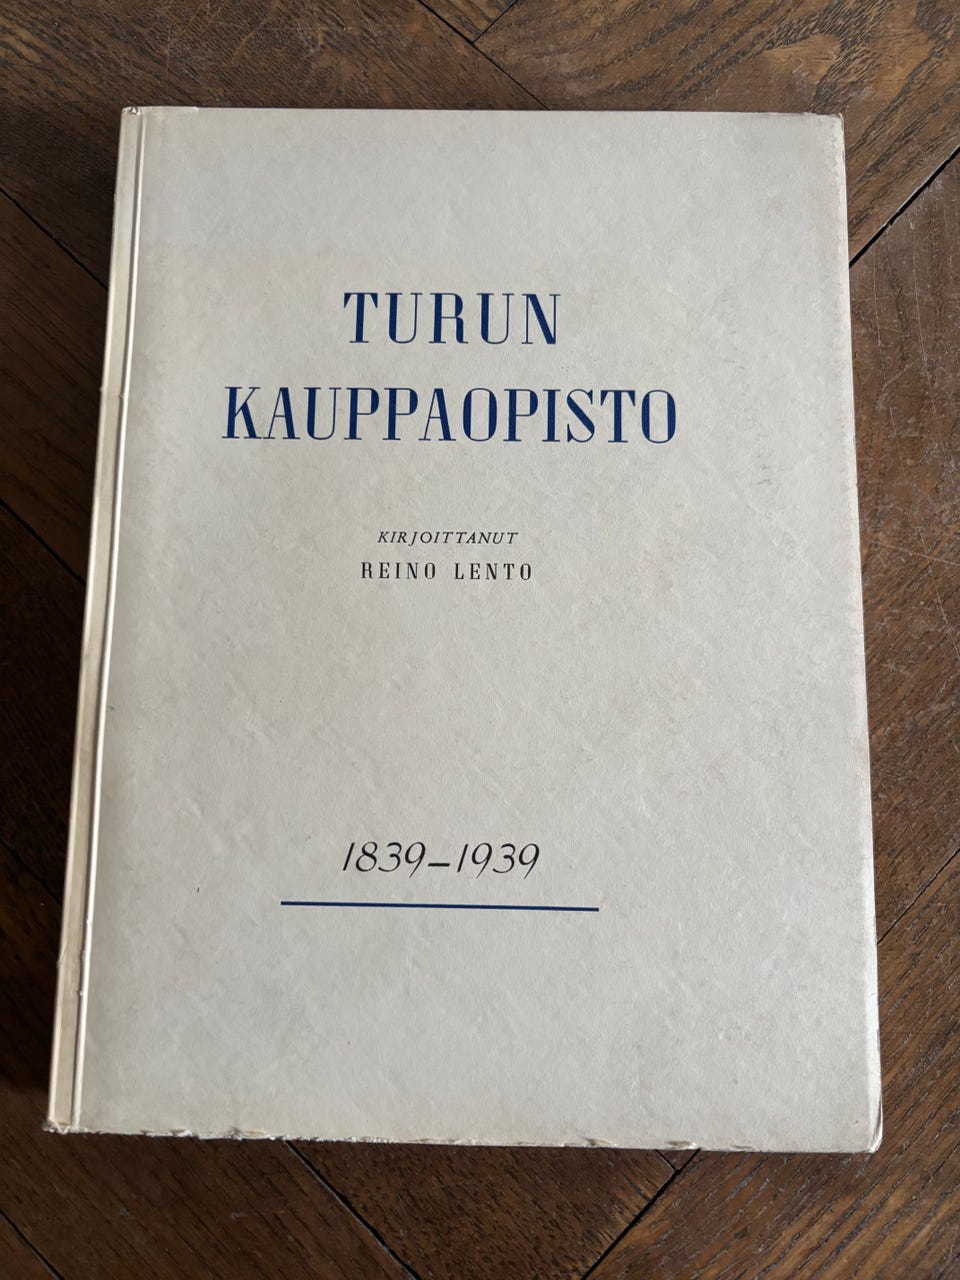 TURUN
KAUPPAOPISTO
KIRJOITTANUT
REINO LENTO
1839–1939